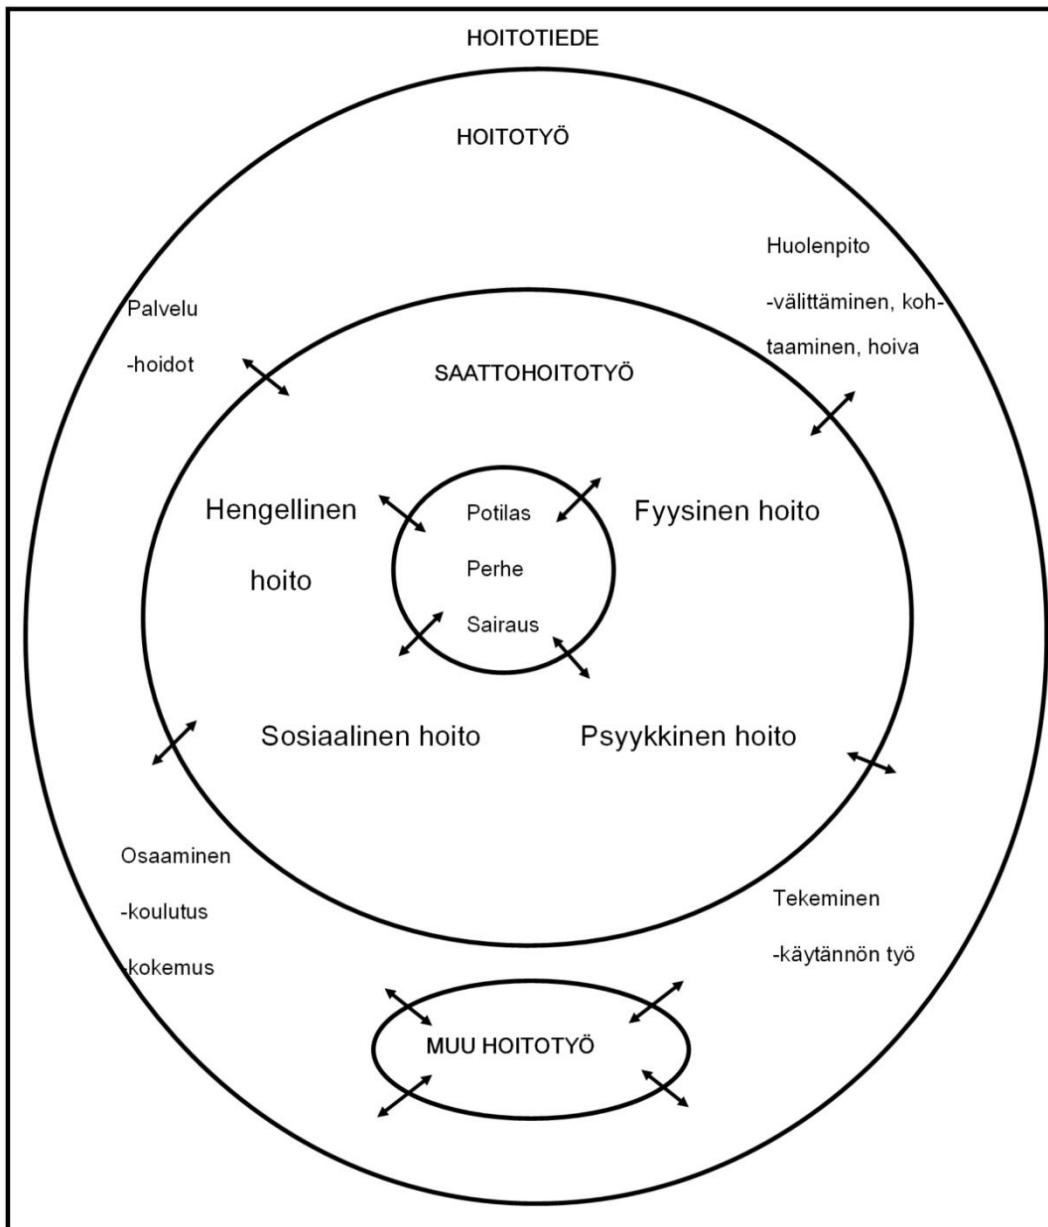 HOITOTIEDE
HOITOTYÖ
Huolenpito
-välittäminen, koh-
taaminen, hoiva
Palvelu
-hoidot
SAATTOHOITOTYÖ
Hengellinen
hoito
Potilas
Perhe
Sairaus
Fyysinen hoito
Sosiaalinen hoito
Psyykkinen hoito
Osaaminen
-koulutus
-kokemus
Tekeminen
-käytännön työ
MUU HOITOTYÖ